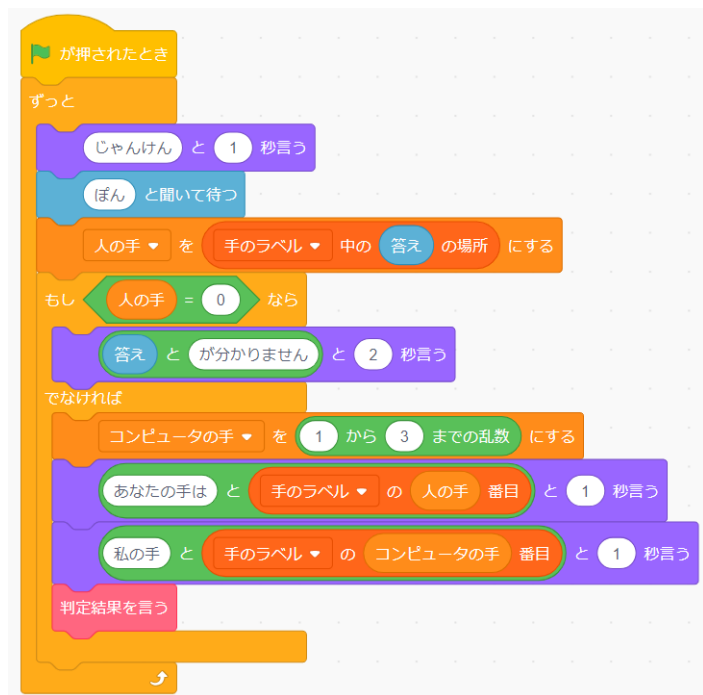 が押されたとき
ずっと
じゃんけん と 1 秒言う
ぽん と聞いて待つ
人の手 を 手のラベル 中の 答え の場所 にする
もし 人の手 = 0 なら
答え と が分かりません と 2 秒言う
でなければ
コンピュータの手 を 1 から 3 までの乱数 にする
あなたの手は と 手のラベル の 人の手 番目 と 1 秒言う
私の手 と 手のラベル の コンピュータの手 番目 と 1 秒言う
判定結果を言う